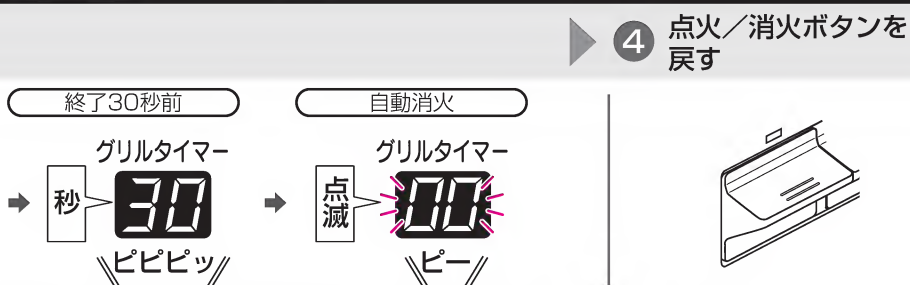 4 点火／消火ボタンを
戻す
終了30秒前
自動消火
グリルタイマー
秒
30
ピピピッ
グリルタイマー
点滅
00
ピー